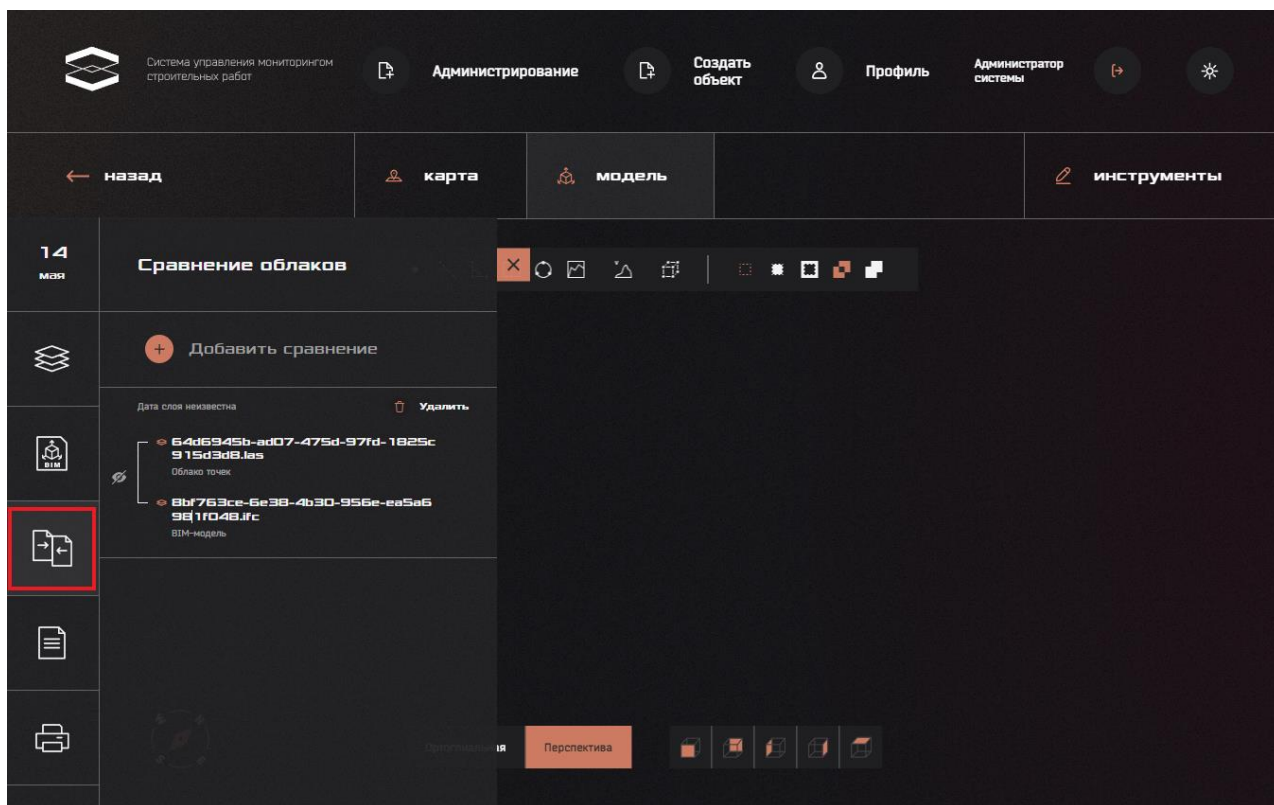 Система управления мониторингом
строительных работ
Администрирование
Создать
объект
Профиль
Администратор
системы
назад
карта
модель
инструменты
14
мая
Сравнение облаков
Добавить сравнение
Дата слоя неизвестна
Удалить
64d6945b-ad07-475d-97fd-1825c
915d3d8.las
Облако точек
8bf763ce-6e38-4b30-956e-ea5a6
981f048.ifc
BIM-модель
BIM
Ортогональная
Перспектива